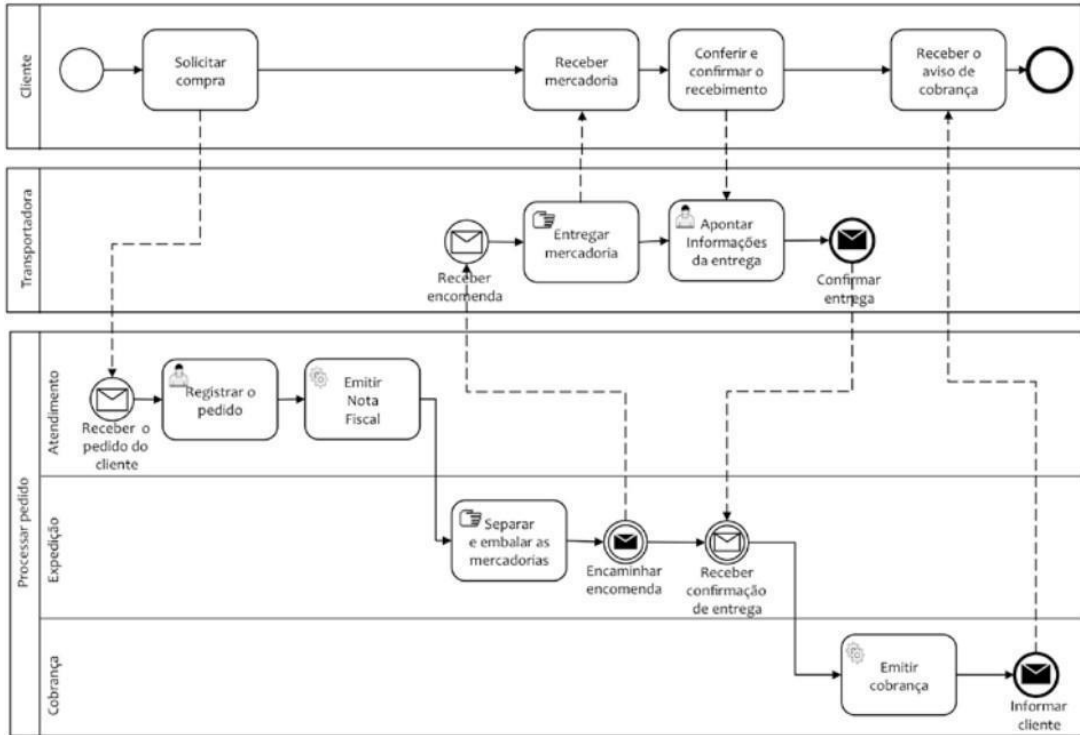 Cliente
Solicitar
compra
Receber
mercadoria
Conferir e
confirmar o
recebimento
Receber o
aviso de
cobrança
Transportadora
Receber
encomenda
Entregar
mercadoria
Apontar
Informações
da entrega
Confirmar
entrega
Processar pedido
Atendimento
Receber o
pedido do
cliente
Registrar o
pedido
Emitir
Nota
Fiscal
Expedição
Separar
e embalar as
mercadorias
Encaminhar
encomenda
Receber
confirmação
de entrega
Cobrança
Emitir
cobrança
Informar
cliente